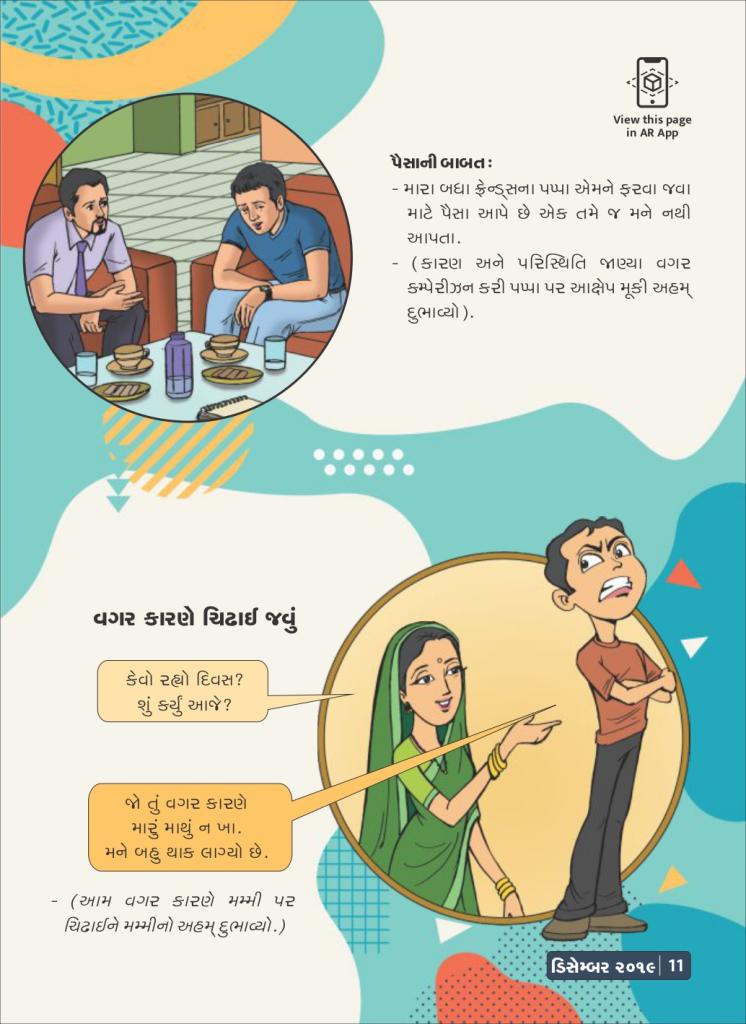 View this page
in AR App
પૈસાની બાબત :
- મારા બધા ફ્રેન્ડ્સના પપ્પા એમને ફરવા જવા
માટે પૈસા આપે છે એક તમે જ મને નથી
આપતા.
- (કારણ અને પરિસ્થિતિ જાણ્યા વગર
કમ્પેરીઝન કરી પપ્પા પર આક્ષેપ મૂકી અહમ્
દુભાવ્યો).
વગર કારણે ચિઢાઈ જવું
કેવો રહ્યો દિવસ?
શું કર્યું આજે?
જો તું વગર કારણે
મારું માથું ન ખા.
મને બહુ થાક લાગ્યો છે.
- (આમ વગર કારણે મમ્મી પર
ચિઢાઈને મમ્મીનો અહમ્ દુભાવ્યો.)
ડિસેમ્બર ૨૦૧૯ | 11